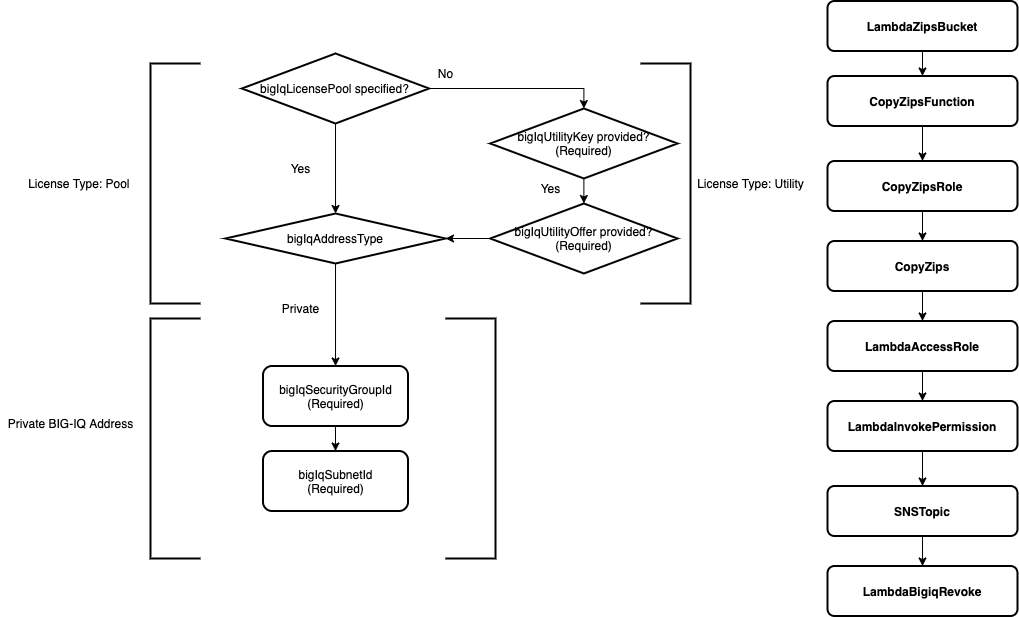 bigIqLicensePool specified?
No
bigIqUtilityKey provided?
(Required)
Yes
Yes
License Type: Pool
License Type: Utility
bigIqUtilityOffer provided?
(Required)
bigIqAddressType
Private
bigIqSecurityGroupId
(Required)
Private BIG-IQ Address
bigIqSubnetId
(Required)
LambdaZipsBucket
CopyZipsFunction
CopyZipsRole
CopyZips
LambdaAccessRole
LambdaInvokePermission
SNSTopic
LambdaBigiqRevoke